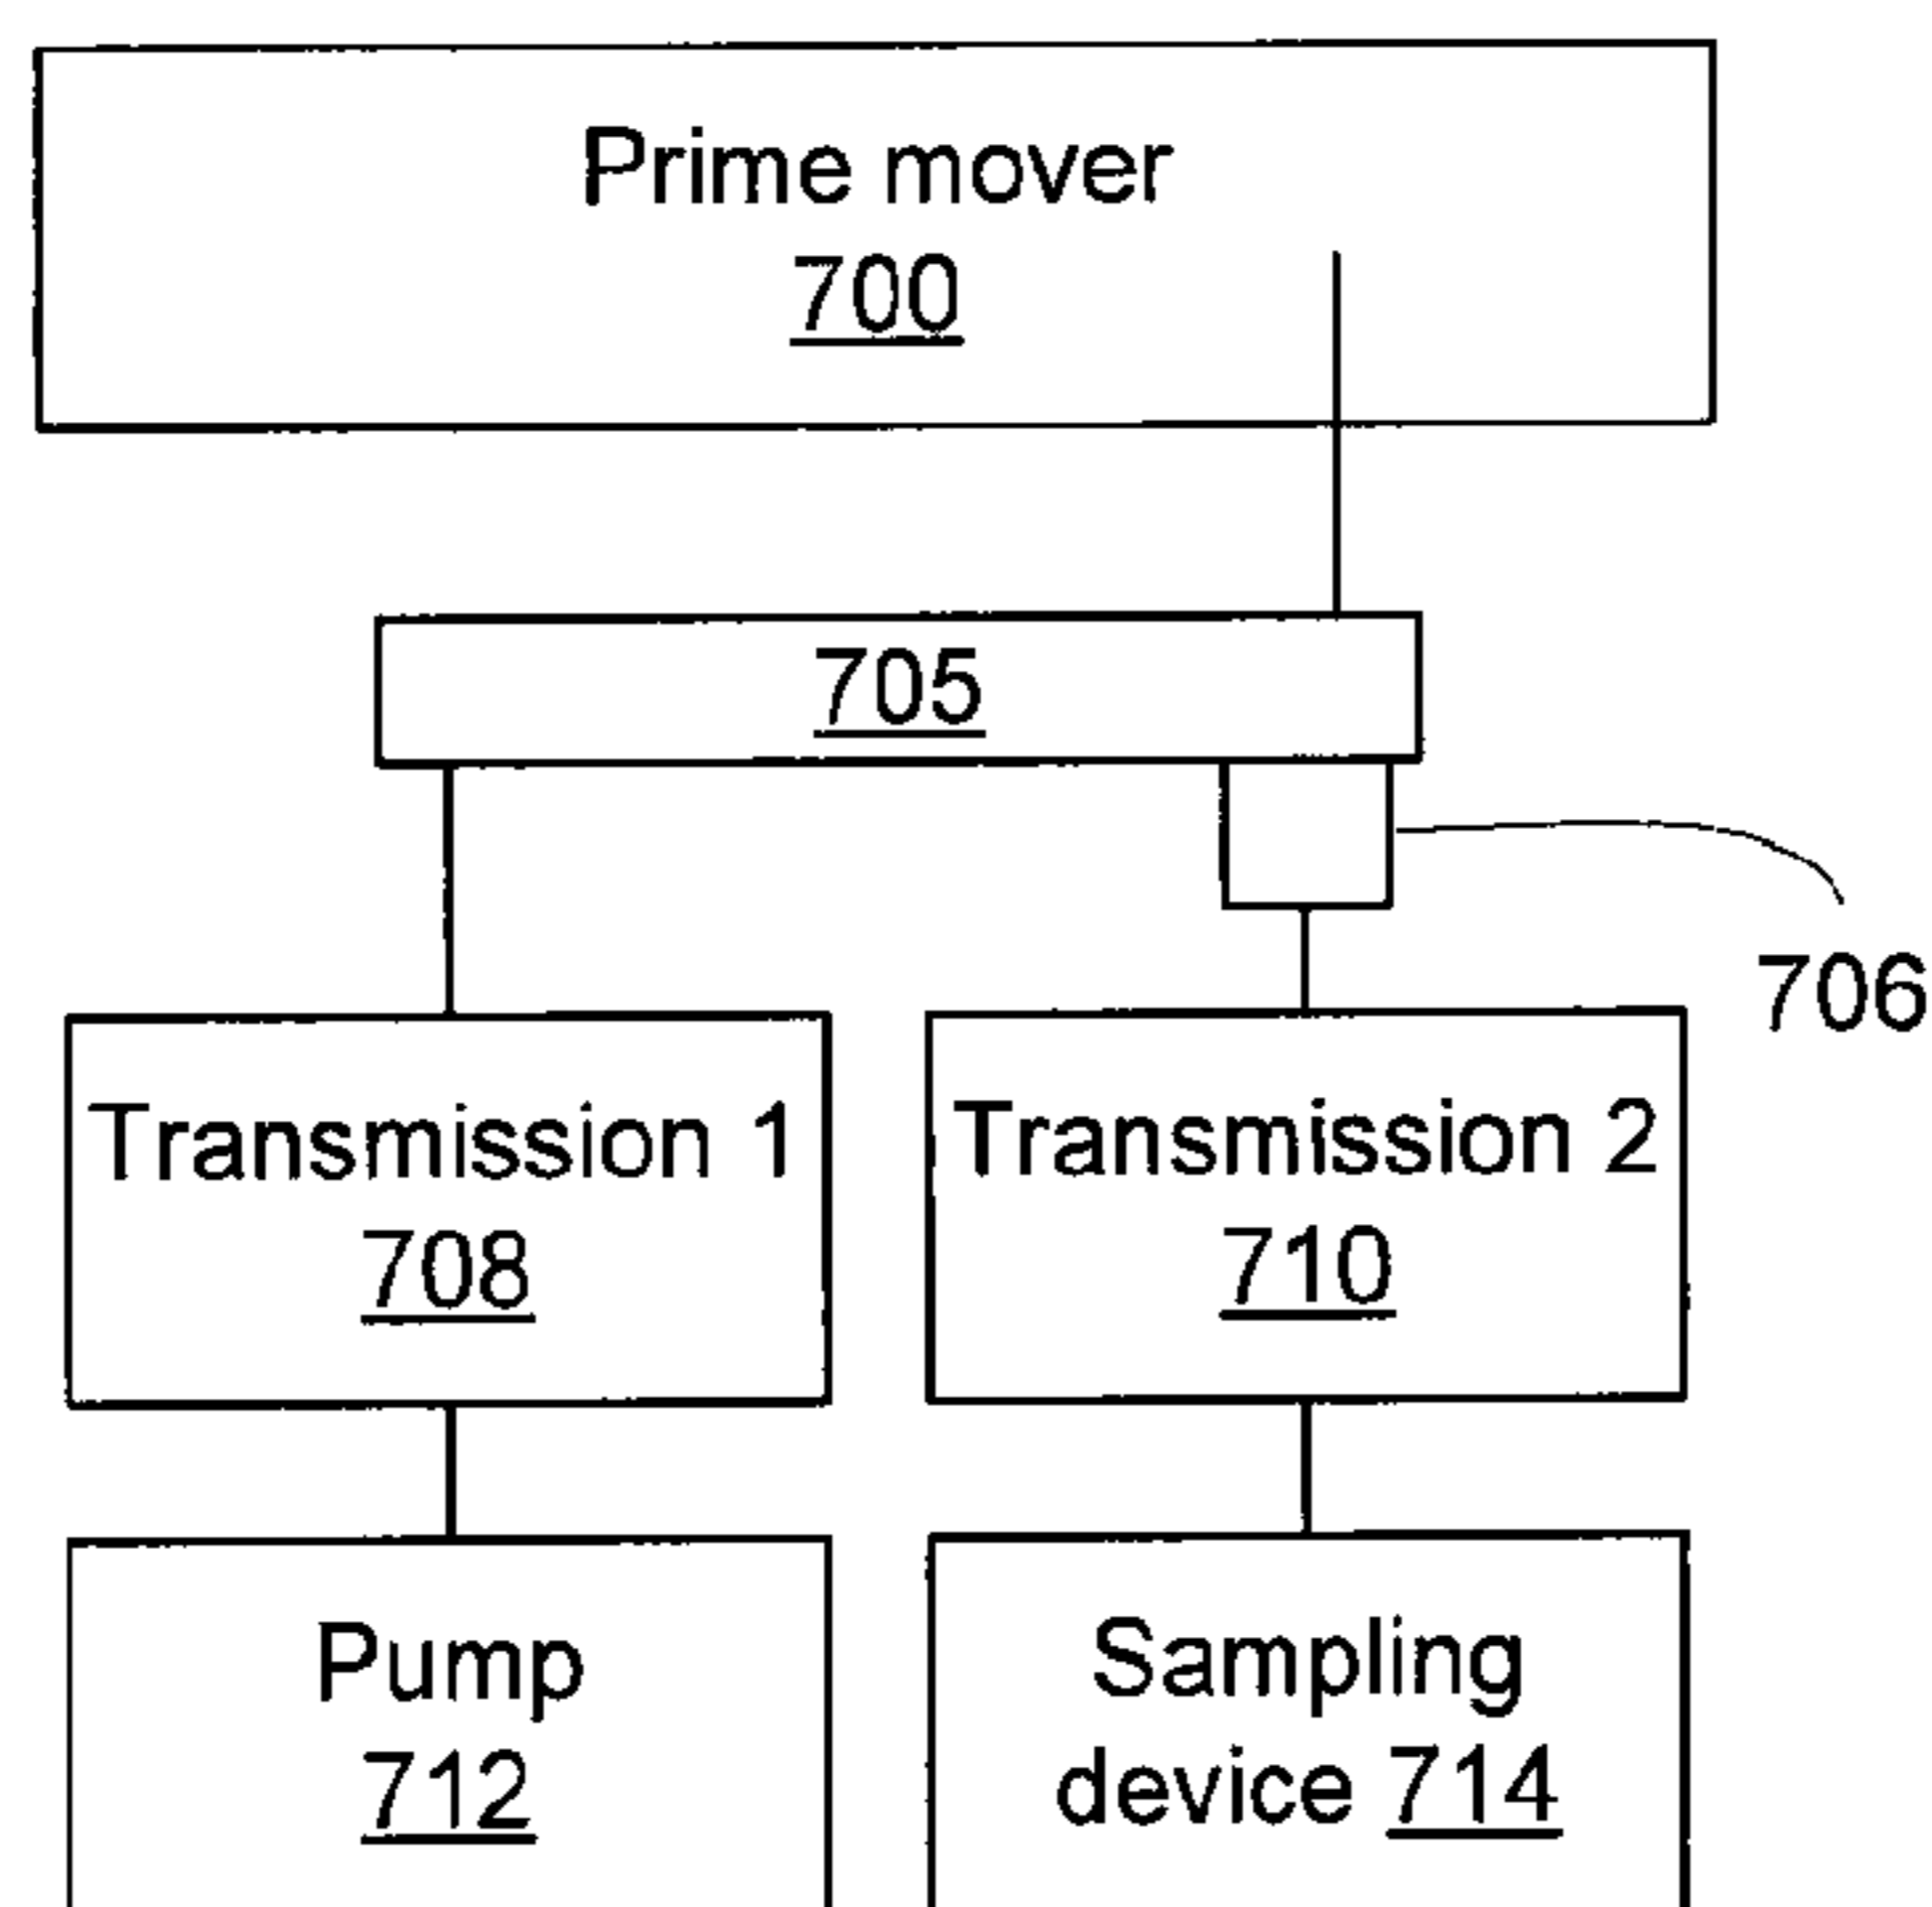 Prime mover
700
705
706
Transmission 1
708
Transmission 2
710
Pump
712
Sampling
device 714